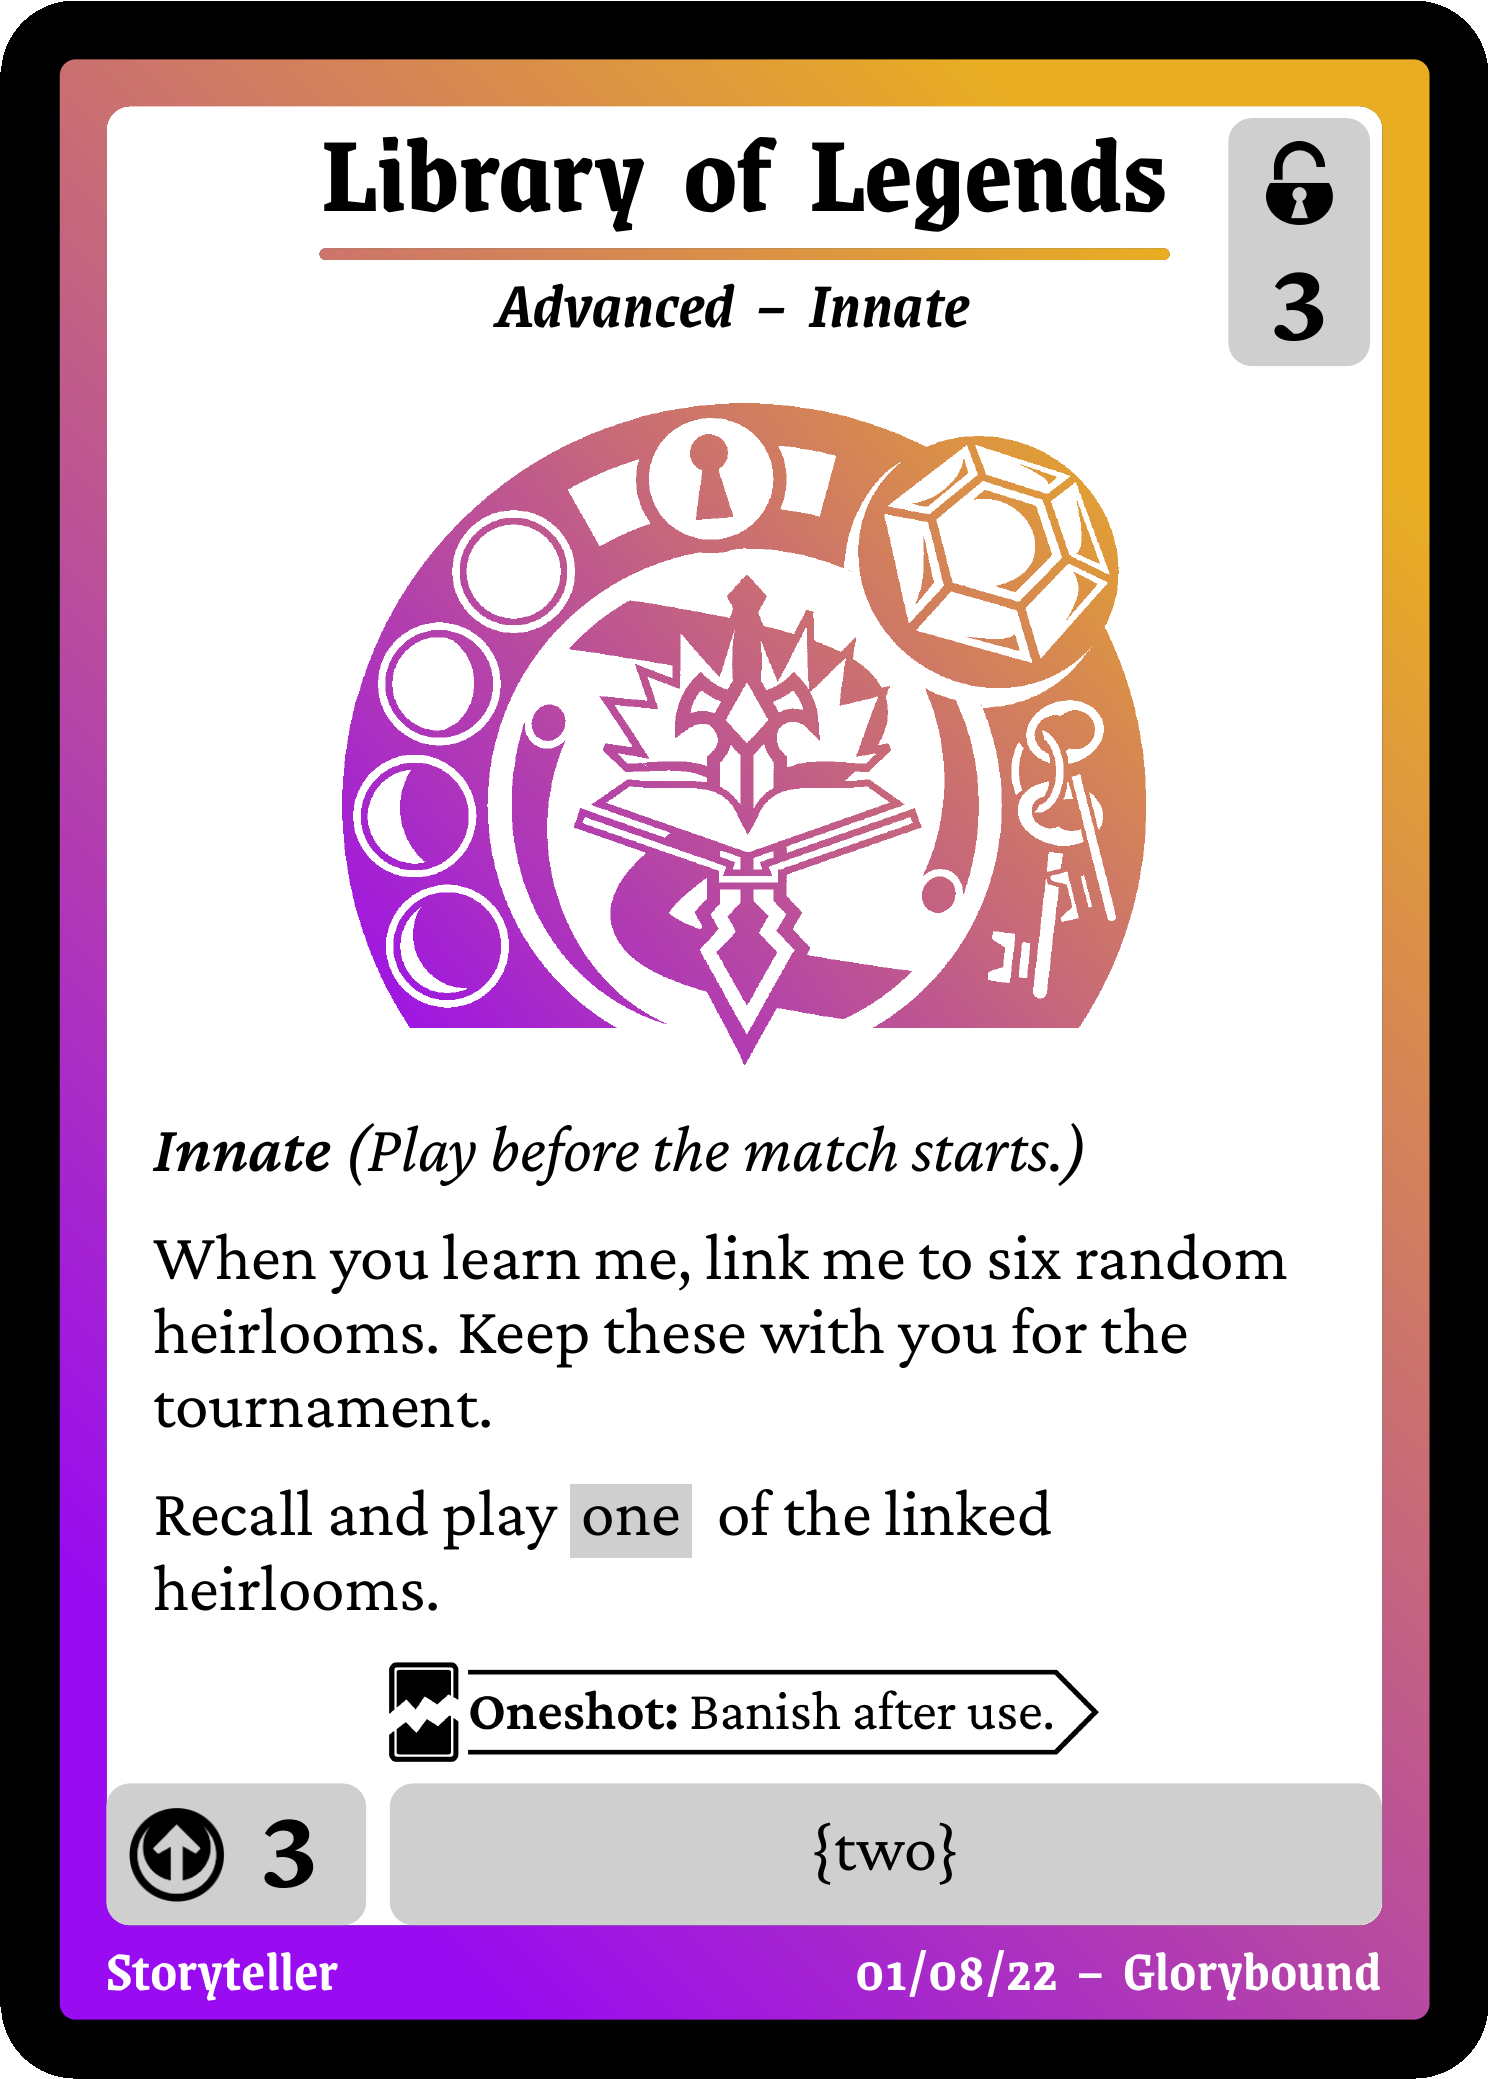 Library of Legends
3
Advanced – Innate
Innate (Play before the match starts.)
When you learn me, link me to six random
heirlooms. Keep these with you for the
tournament.
Recall and play one of the linked
heirlooms.
Oneshot: Banish after use.
3 {two}
Storyteller 01/08/22 – Glorybound